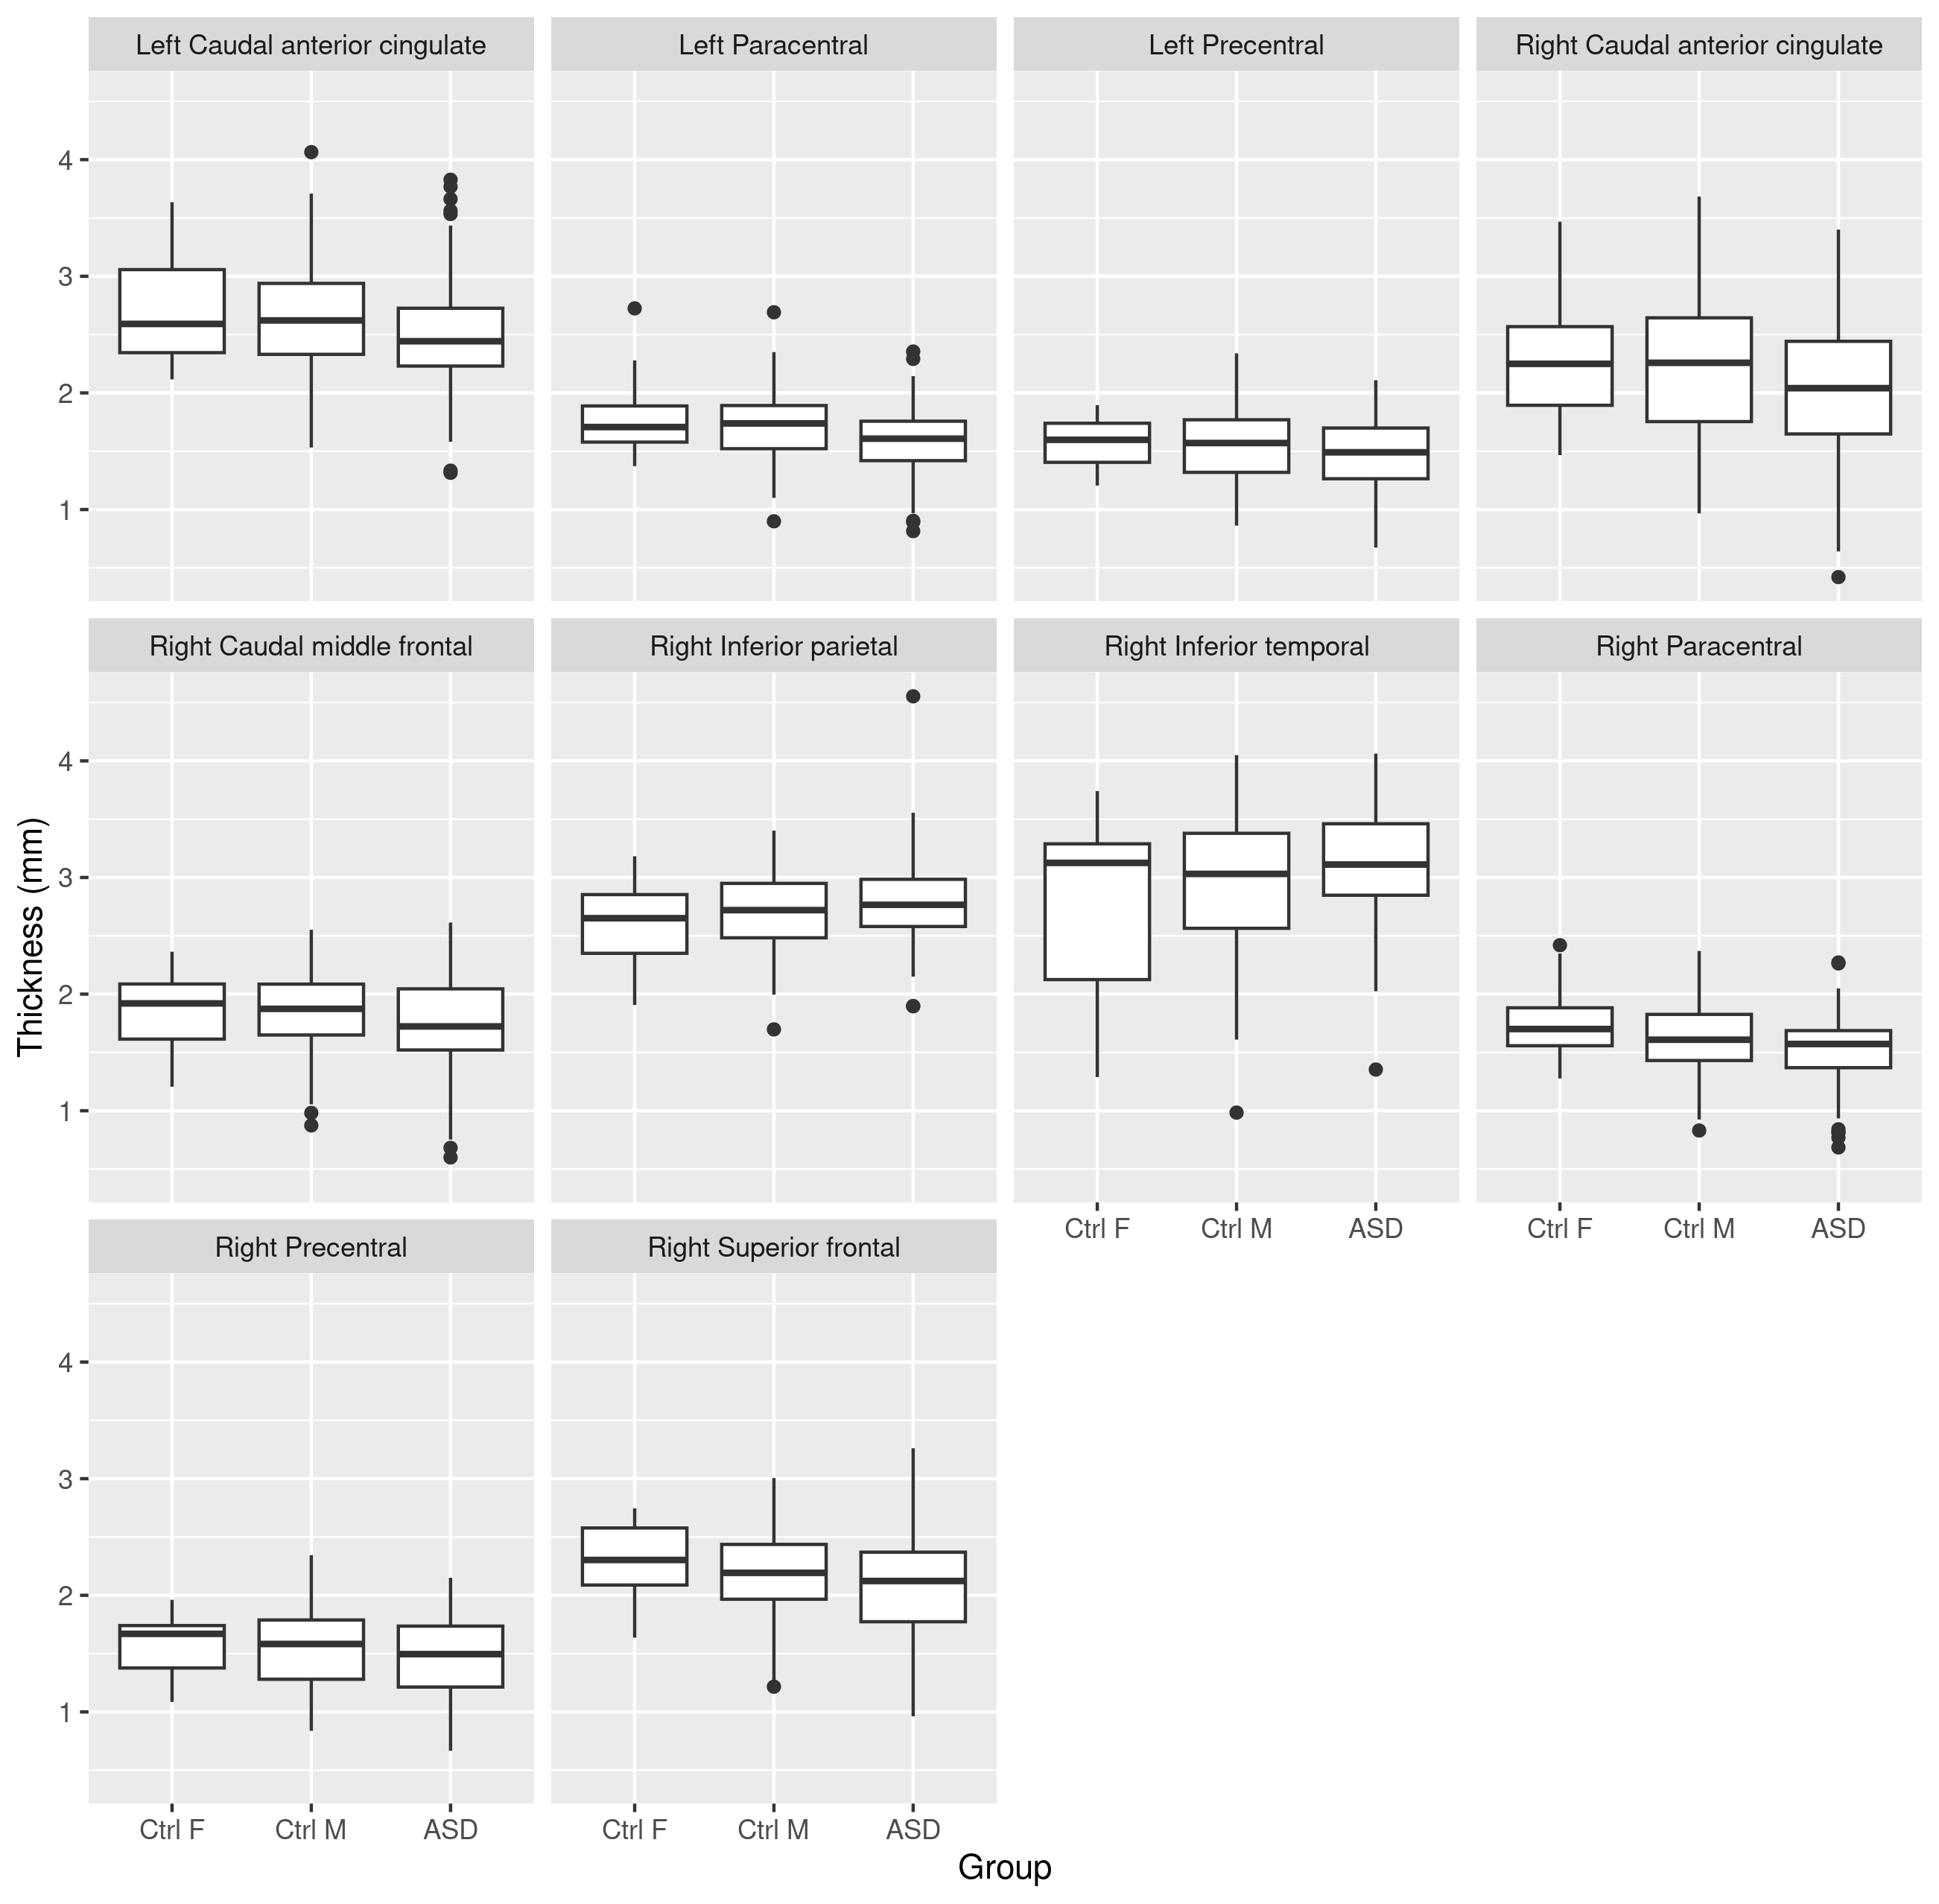 Left Caudal anterior cingulate
Left Paracentral
Left Precentral
Right Caudal anterior cingulate
4
3
2
1
Right Caudal middle frontal
Right Inferior parietal
Right Inferior temporal
Right Paracentral
Thickness (mm)
4
3
2
1
Ctrl F
Ctrl M
ASD
Ctrl F
Ctrl M
ASD
Right Precentral
Right Superior frontal
4
3
2
1
Ctrl F
Ctrl M
ASD
Ctrl F
Ctrl M
ASD
Group